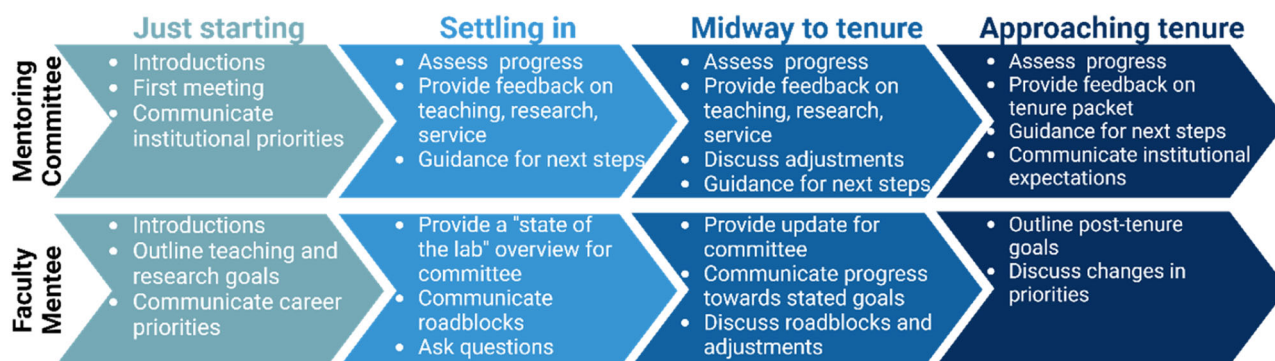 Just starting
Settling in
Midway to tenure
Approaching tenure
Mentoring
Committee
• Introductions
• First meeting
• Communicate
institutional priorities
• Assess progress
• Provide feedback on
teaching, research,
service
• Guidance for next steps
• Assess progress
• Provide feedback on
teaching, research,
service
• Discuss adjustments
• Guidance for next steps
• Assess progress
• Provide feedback on
tenure packet
• Guidance for next steps
• Communicate institutional
expectations
Faculty
Mentee
• Introductions
• Outline teaching and
research goals
• Communicate career
priorities
• Provide a "state
of the lab" overview for
committee
• Communicate
roadblocks
• Ask questions
• Provide update for
committee
• Communicate progress
towards stated goals
• Discuss roadblocks and
adjustments
• Outline post-tenure
goals
• Discuss changes in
priorities